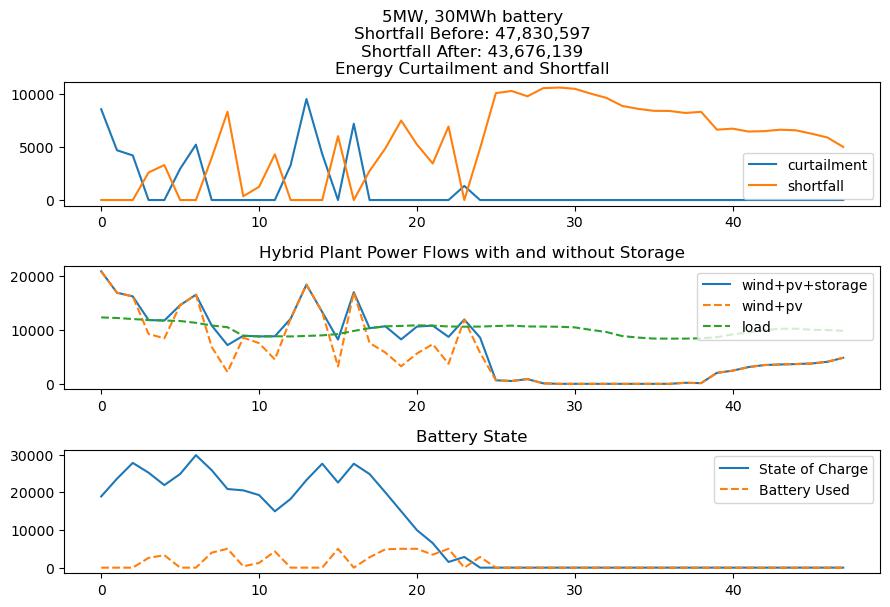 5MW, 30MWh battery
Shortfall Before: 47,830,597
Shortfall After: 43,676,139
Energy Curtailment and Shortfall
10000
5000
0
curtailment
shortfall
0 10 20 30 40
Hybrid Plant Power Flows with and without Storage
20000
10000
0
wind+pv+storage
wind+pv
load
0 10 20 30 40
Battery State
30000
20000
10000
0
State of Charge
Battery Used
0 10 20 30 40